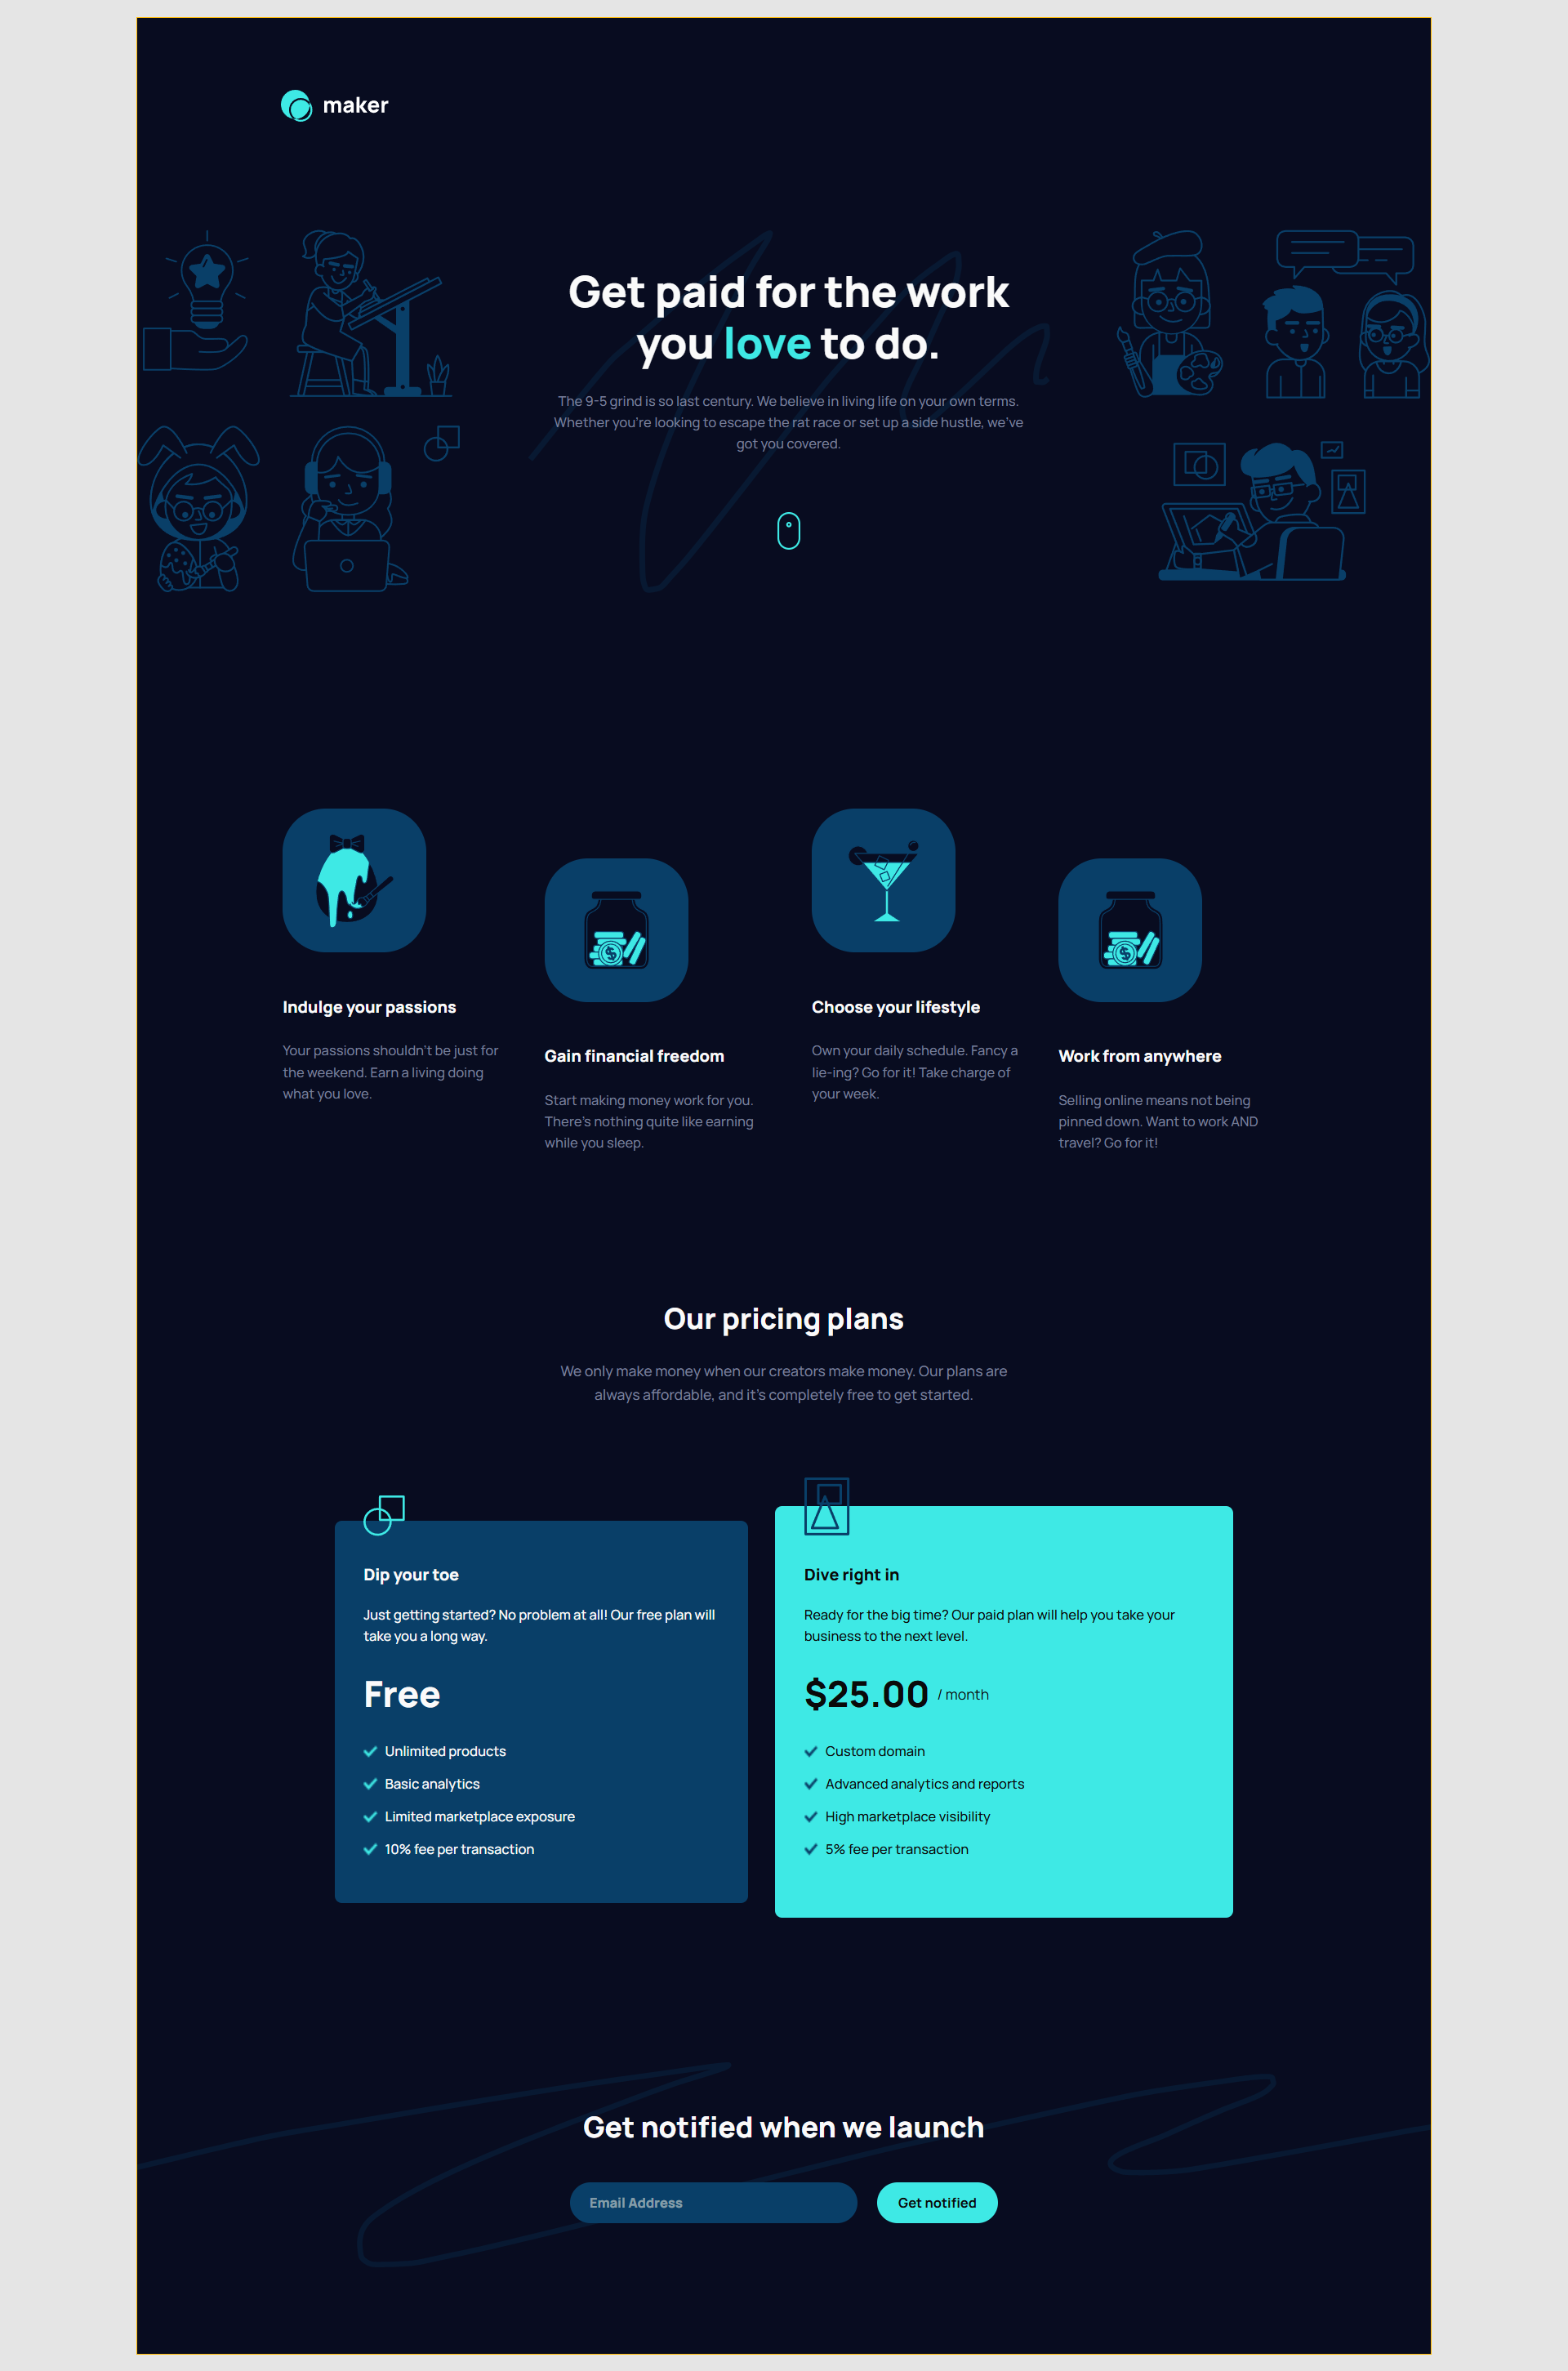 maker
Get paid for the work
you love to do.
The 9-5 grind is so last century. We believe in living life on your own terms.
Whether you're looking to escape the rat race or set up a side hustle, we've
got you covered.
Indulge your passions
Your passions shouldn't be just for
the weekend. Earn a living doing
what you love.
Gain financial freedom
Start making money work for you.
There's nothing quite like earning
while you sleep.
Choose your lifestyle
Own your daily schedule. Fancy a
lie-ing? Go for it! Take charge of
your week.
Work from anywhere
Selling online means not being
pinned down. Want to work AND
travel? Go for it!
Our pricing plans
We only make money when our creators make money. Our plans are
always affordable, and it's completely free to get started.
Dip your toe
Just getting started? No problem at all! Our free plan will
take you a long way.
Free
Unlimited products
Basic analytics
Limited marketplace exposure
10% fee per transaction
Dive right in
Ready for the big time? Our paid plan will help you take your
business to the next level.
$25.00 / month
Custom domain
Advanced analytics and reports
High marketplace visibility
5% fee per transaction
Get notified when we launch
Email Address
Get notified